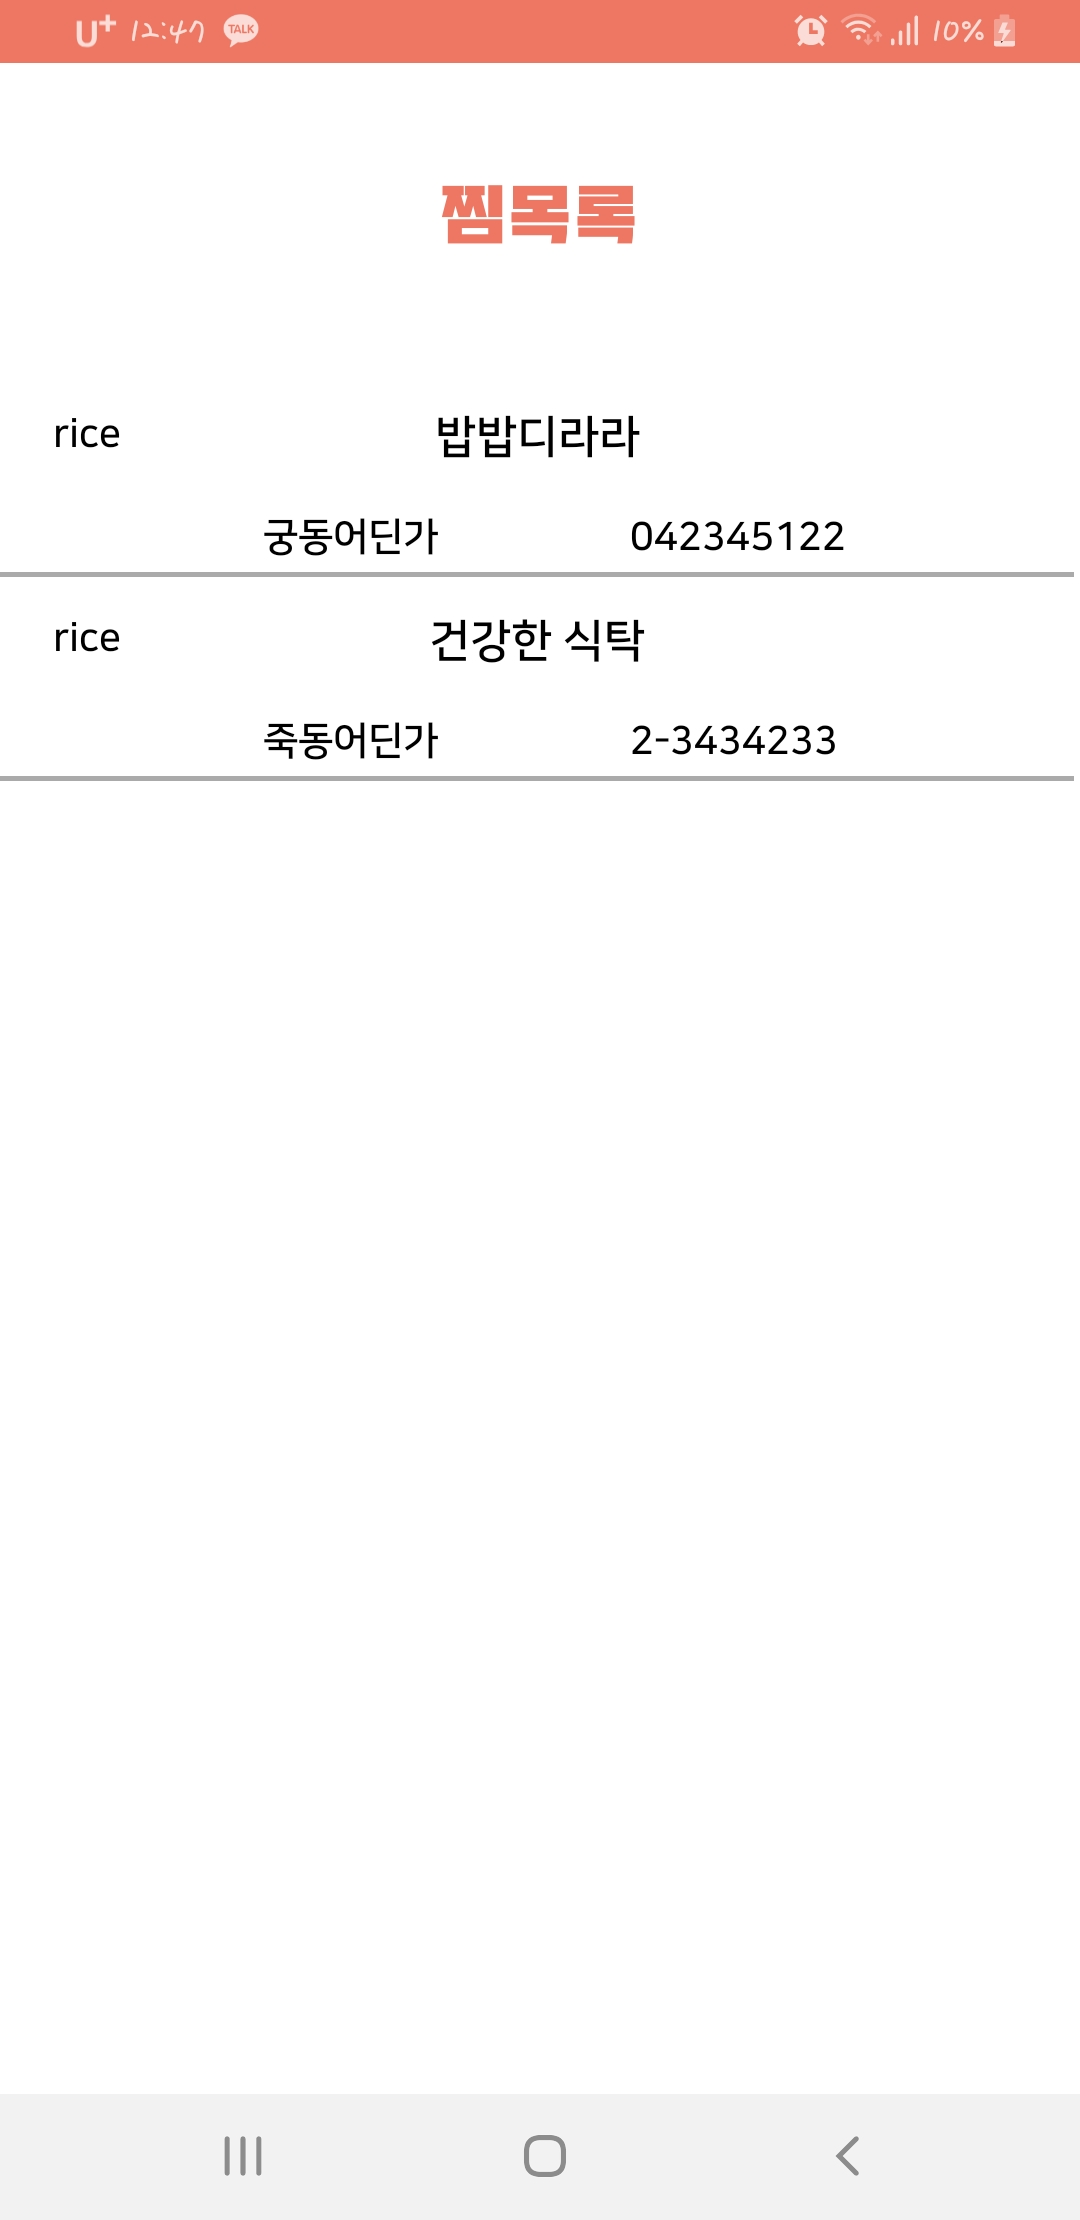 U+ 12:47 TALK 10%
찜목록
rice 밥밥디라라
궁동어딘가 042345122
rice 건강한 식탁
죽동어딘가 2-3434233